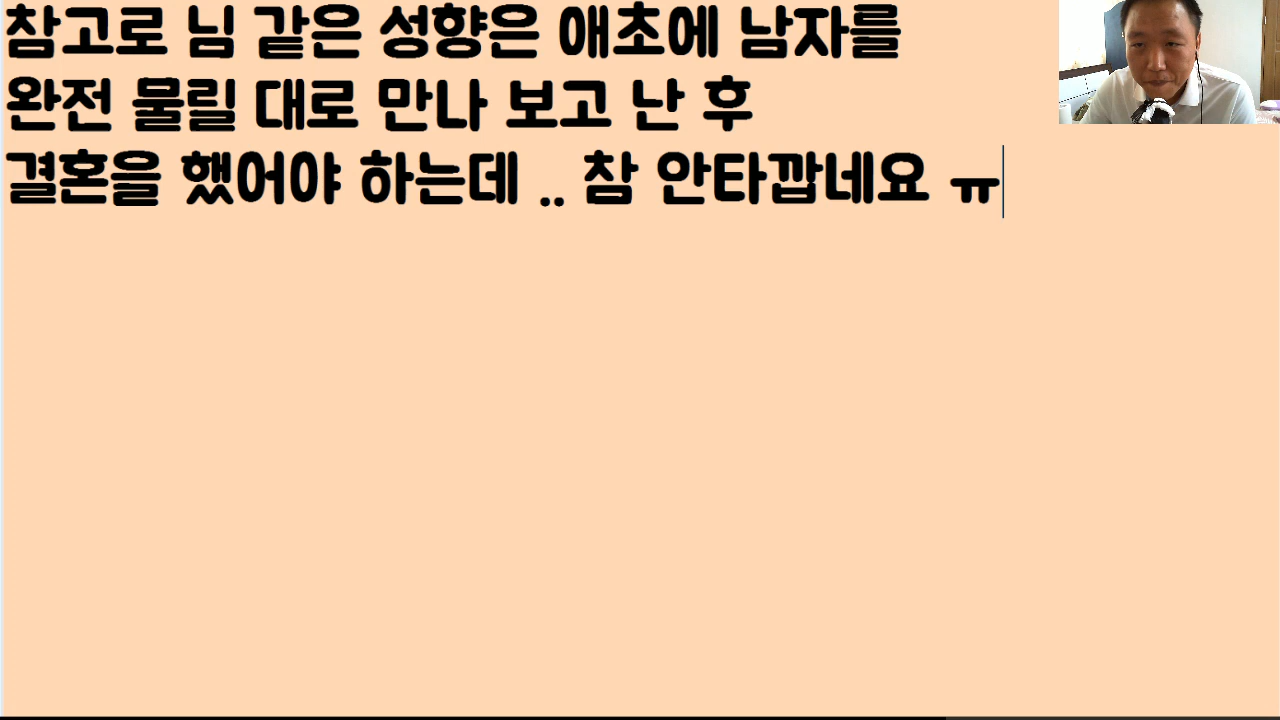 참고로 님 같은 성향은 애초에 남자를
완전 물릴 대로 만나 보고 난 후
결혼을 했어야 하는데 .. 참 안타깝네요 ㅠ